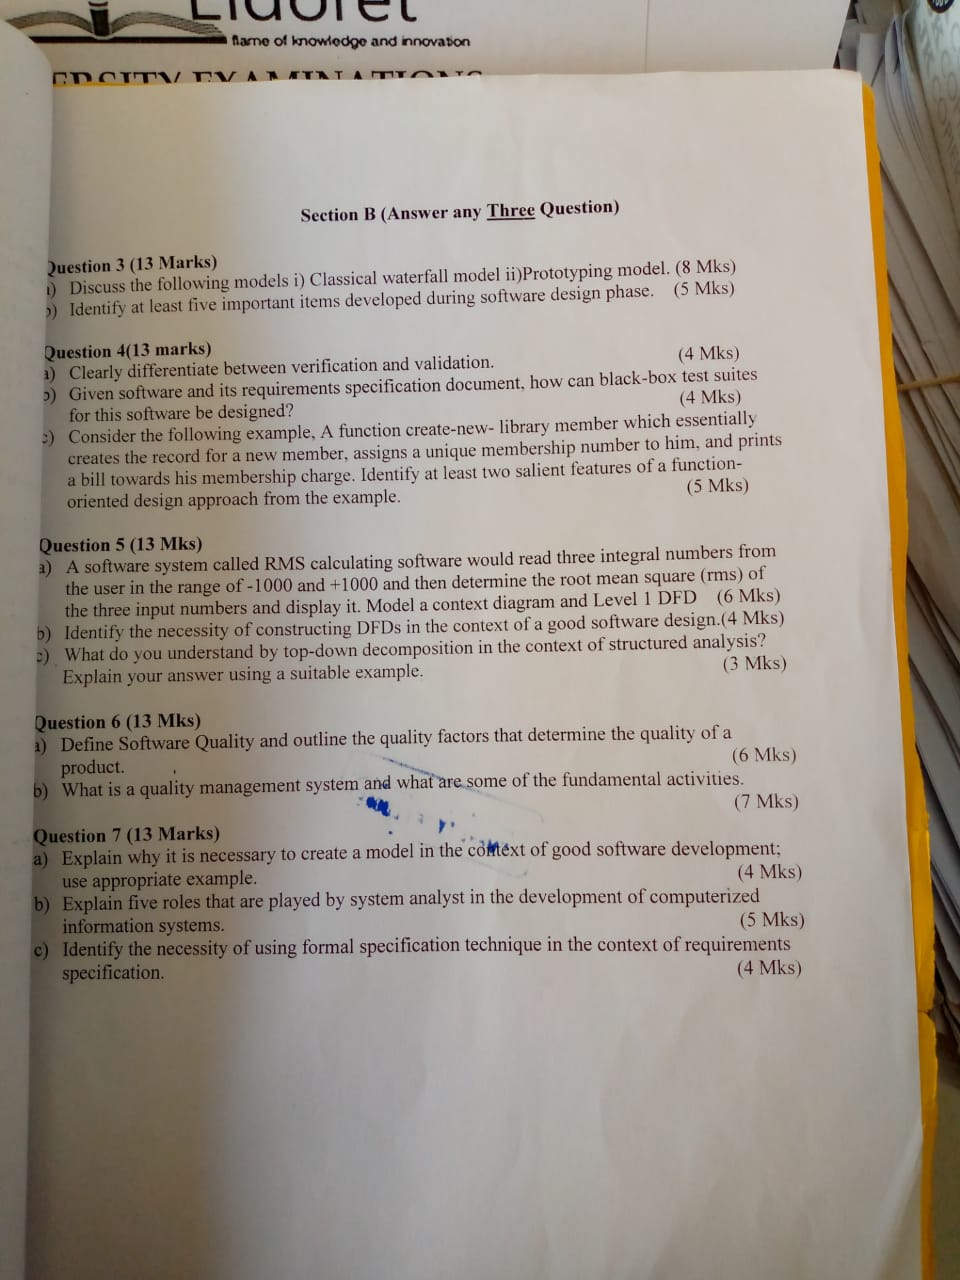 Eldoret
flame of knowledge and innovation
ERSITY EXAMINATIONS
Section B (Answer any Three Question)
Question 3 (13 Marks)
a) Discuss the following models i) Classical waterfall model ii)Prototyping model. (8 Mks)
b) Identify at least five important items developed during software design phase. (5 Mks)
Question 4(13 marks)
a) Clearly differentiate between verification and validation. (4 Mks)
b) Given software and its requirements specification document, how can black-box test suites
for this software be designed? (4 Mks)
c) Consider the following example, A function create-new- library member which essentially
creates the record for a new member, assigns a unique membership number to him, and prints
a bill towards his membership charge. Identify at least two salient features of a function-
oriented design approach from the example. (5 Mks)
Question 5 (13 Mks)
a) A software system called RMS calculating software would read three integral numbers from
the user in the range of -1000 and +1000 and then determine the root mean square (rms) of
the three input numbers and display it. Model a context diagram and Level 1 DFD (6 Mks)
b) Identify the necessity of constructing DFDs in the context of a good software design.(4 Mks)
c) What do you understand by top-down decomposition in the context of structured analysis?
Explain your answer using a suitable example. (3 Mks)
Question 6 (13 Mks)
a) Define Software Quality and outline the quality factors that determine the quality of a
product. (6 Mks)
b) What is a quality management system and what are some of the fundamental activities.
(7 Mks)
Question 7 (13 Marks)
a) Explain why it is necessary to create a model in the context of good software development;
use appropriate example. (4 Mks)
b) Explain five roles that are played by system analyst in the development of computerized
information systems. (5 Mks)
c) Identify the necessity of using formal specification technique in the context of requirements
specification. (4 Mks)